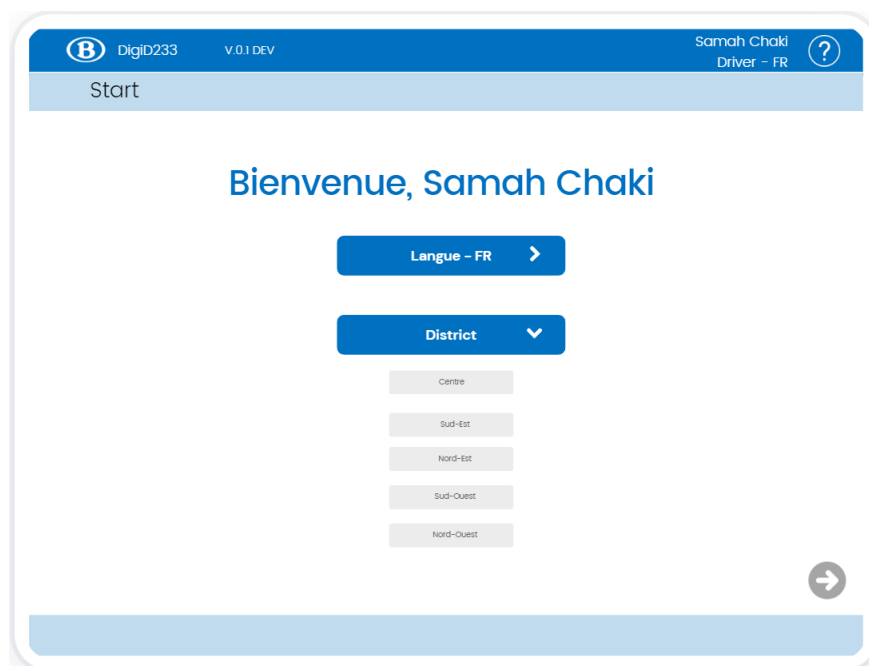 B DigiD233 V.0.1 DEV
Samah Chaki
Driver - FR
?
Start
Bienvenue, Samah Chaki
Langue - FR
District
Centre
Sud-Est
Nord-Est
Sud-Ouest
Nord-Ouest